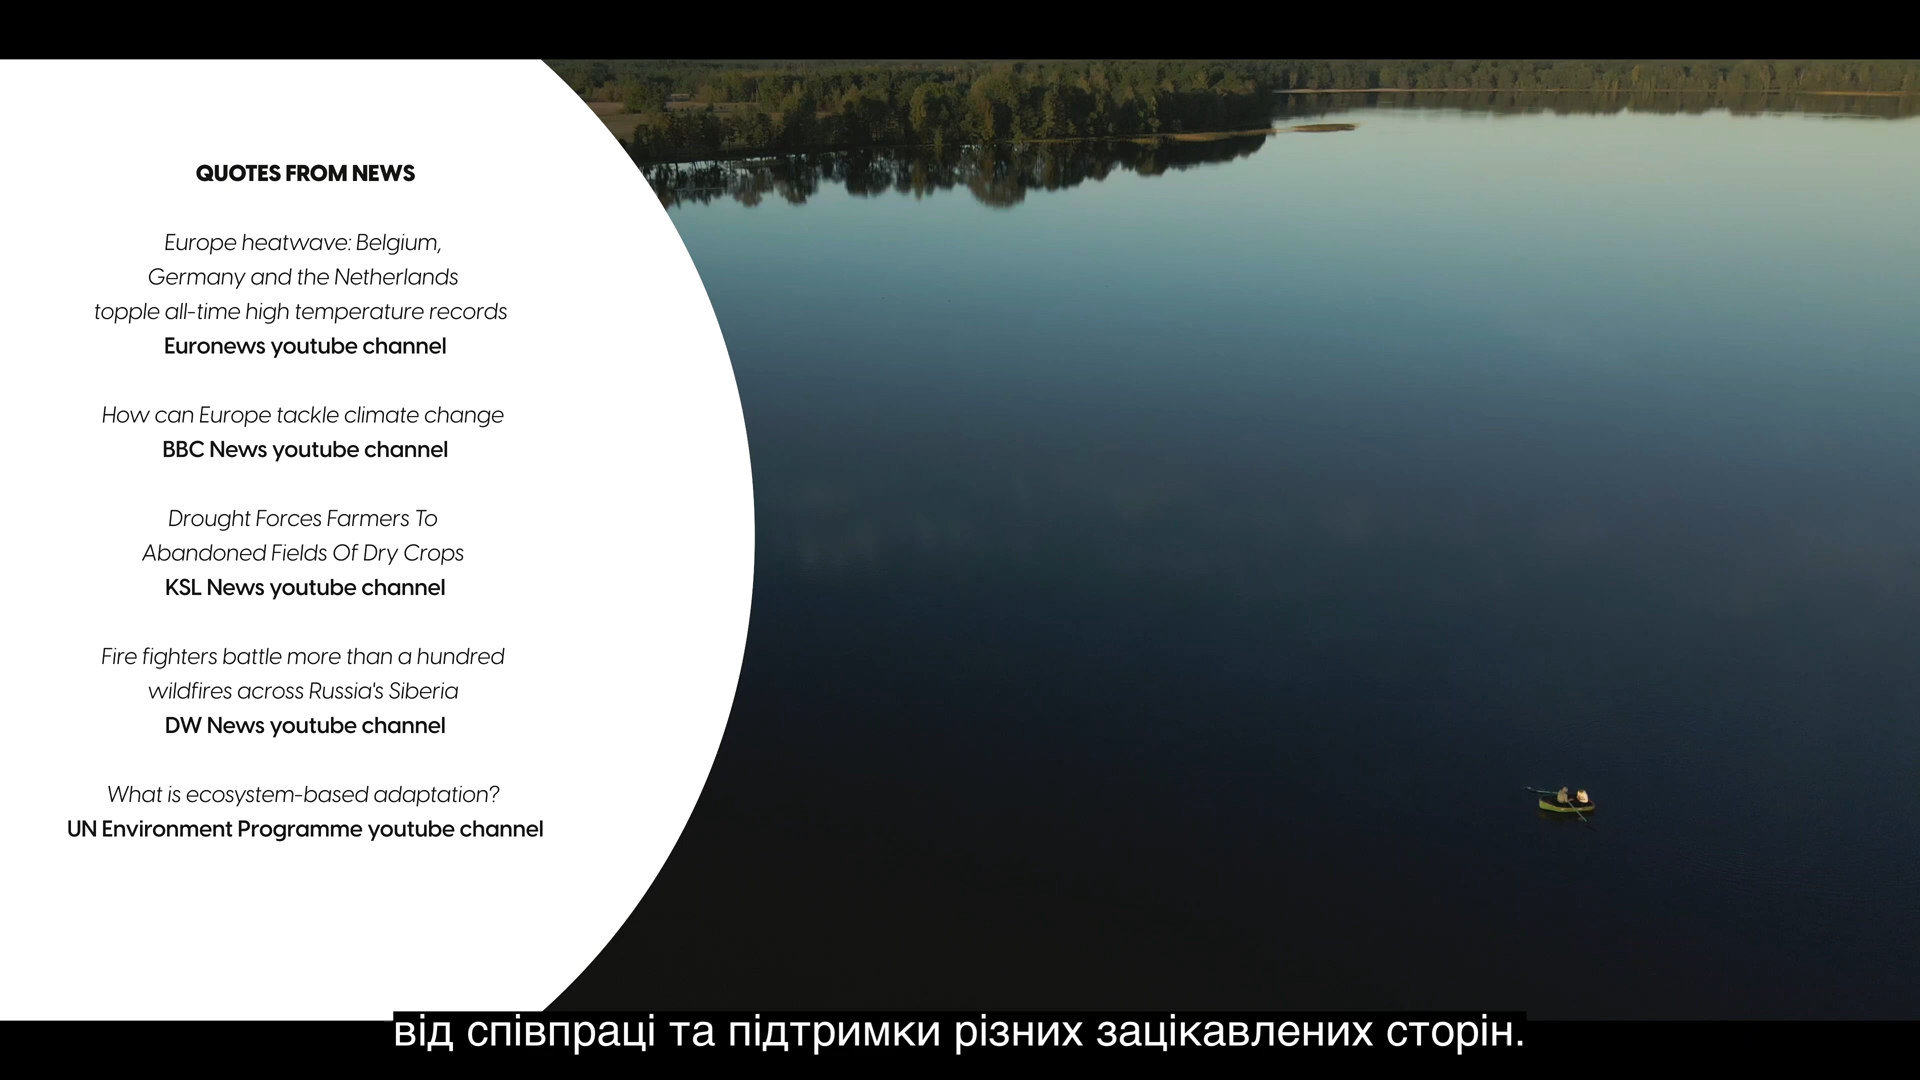 QUOTES FROM NEWS
Europe heatwave: Belgium,
Germany and the Netherlands
topple all-time high temperature records
Euronews youtube channel
How can Europe tackle climate change
BBC News youtube channel
Drought Forces Farmers To
Abandoned Fields Of Dry Crops
KSL News youtube channel
Fire fighters battle more than a hundred
wildfires across Russia's Siberia
DW News youtube channel
What is ecosystem-based adaptation?
UN Environment Programme youtube channel
від співпраці та підтримки різних зацікавлених сторін.